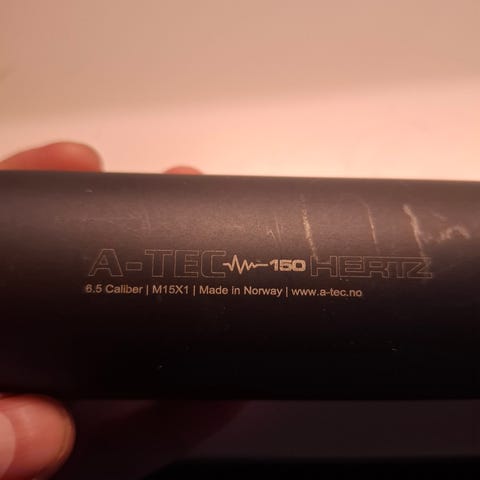 A-TEC 150 HERTZ
6.5 Caliber | M15X1 | Made in Norway | www.a-tec.no